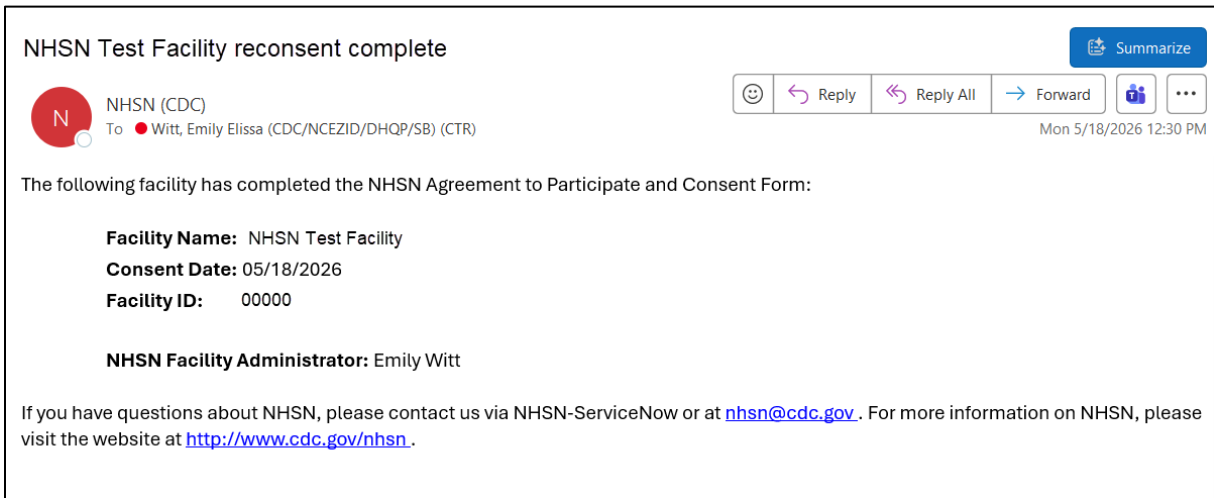 NHSN Test Facility reconsent complete
Summarize
N
NHSN (CDC)
To Witt, Emily Elissa (CDC/NCEZID/DHQP/SB) (CTR)
Reply
Reply All
Forward
Mon 5/18/2026 12:30 PM
The following facility has completed the NHSN Agreement to Participate and Consent Form:
Facility Name: NHSN Test Facility
Consent Date: 05/18/2026
Facility ID: 00000
NHSN Facility Administrator: Emily Witt
If you have questions about NHSN, please contact us via NHSN-ServiceNow or at nhsn@cdc.gov . For more information on NHSN, please
visit the website at http://www.cdc.gov/nhsn .